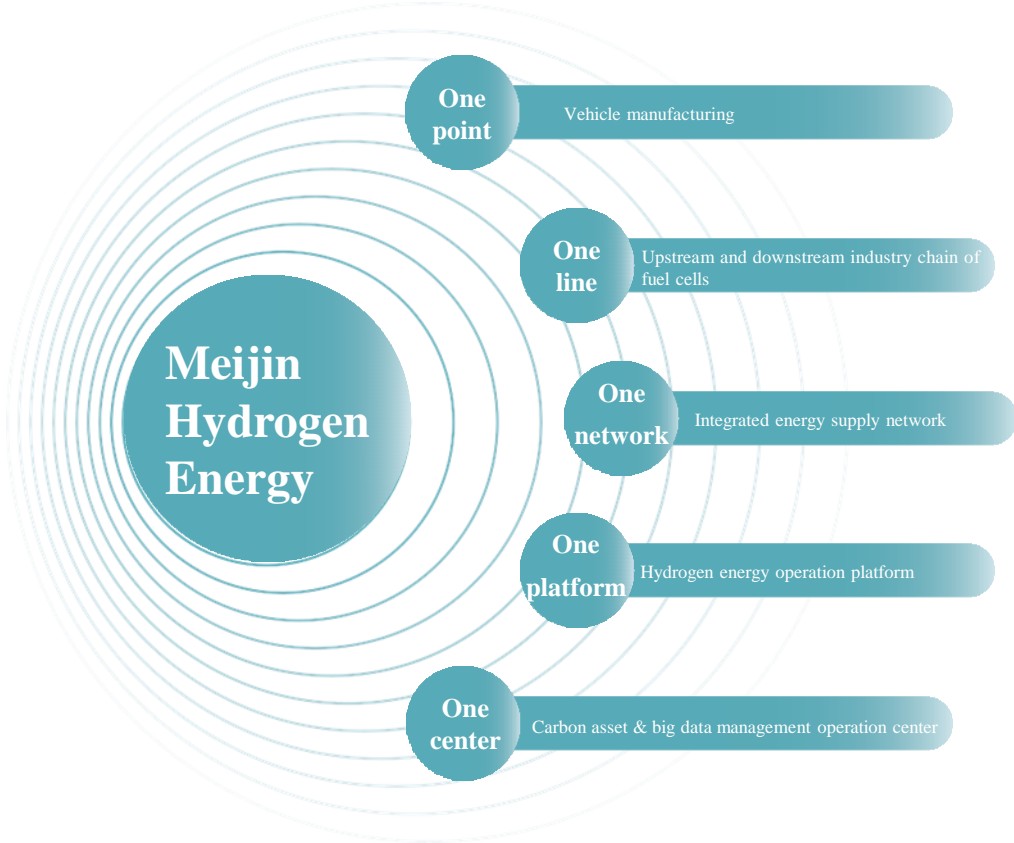 One
point
Vehicle manufacturing
One
line
Upstream and downstream industry chain of
fuel cells
Meijin
Hydrogen
Energy
One
network
Integrated energy supply network
One
platform
Hydrogen energy operation platform
One
center
Carbon asset & big data management operation center